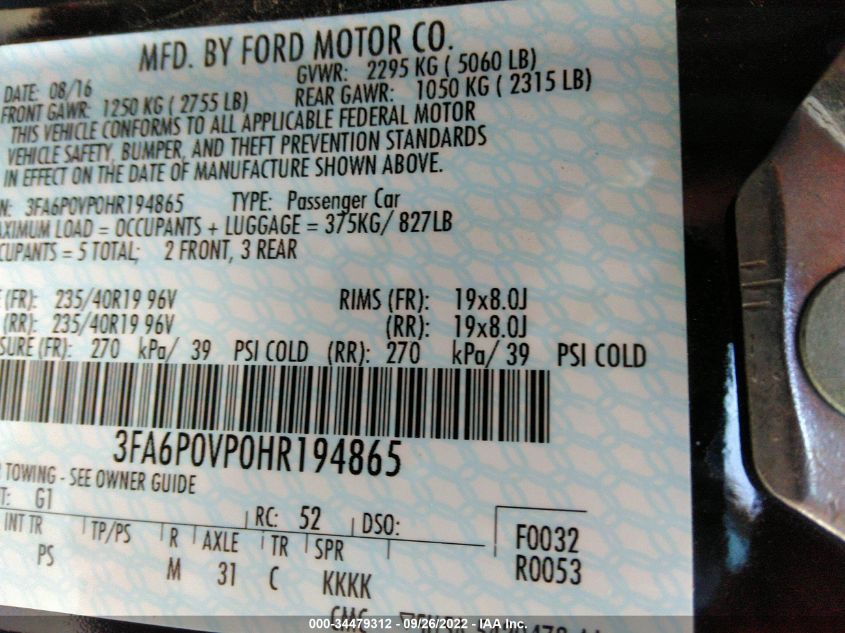 MFD. BY FORD MOTOR CO.
DATE: 08/16 GVWR: 2295 KG ( 5060 LB)
FRONT GAWR: 1250 KG ( 2755 LB) REAR GAWR: 1050 KG ( 2315 LB)
THIS VEHICLE CONFORMS TO ALL APPLICABLE FEDERAL MOTOR
VEHICLE SAFETY, BUMPER, AND THEFT PREVENTION STANDARDS
IN EFFECT ON THE DATE OF MANUFACTURE SHOWN ABOVE.
N: 3FA6P0VP0HR194865 TYPE: Passenger Car
AXIMUM LOAD = OCCUPANTS + LUGGAGE = 375KG/ 827LB
CUPANTS = 5 TOTAL; 2 FRONT, 3 REAR
(FR): 235/40R19 96V RIMS (FR): 19x8.0J
(RR): 235/40R19 96V (RR): 19x8.0J
SURE (FR): 270 kPa/ 39 PSI COLD (RR): 270 kPa/ 39 PSI COLD
3FA6P0VP0HR194865
TOWING - SEE OWNER GUIDE
T: G1
RC: 52 DSO:
INT TR TP/PS R AXLE TR SPR F0032
PS M 31 C KKKK R0053
000-34479312 - 09/26/2022 - IAA Inc.